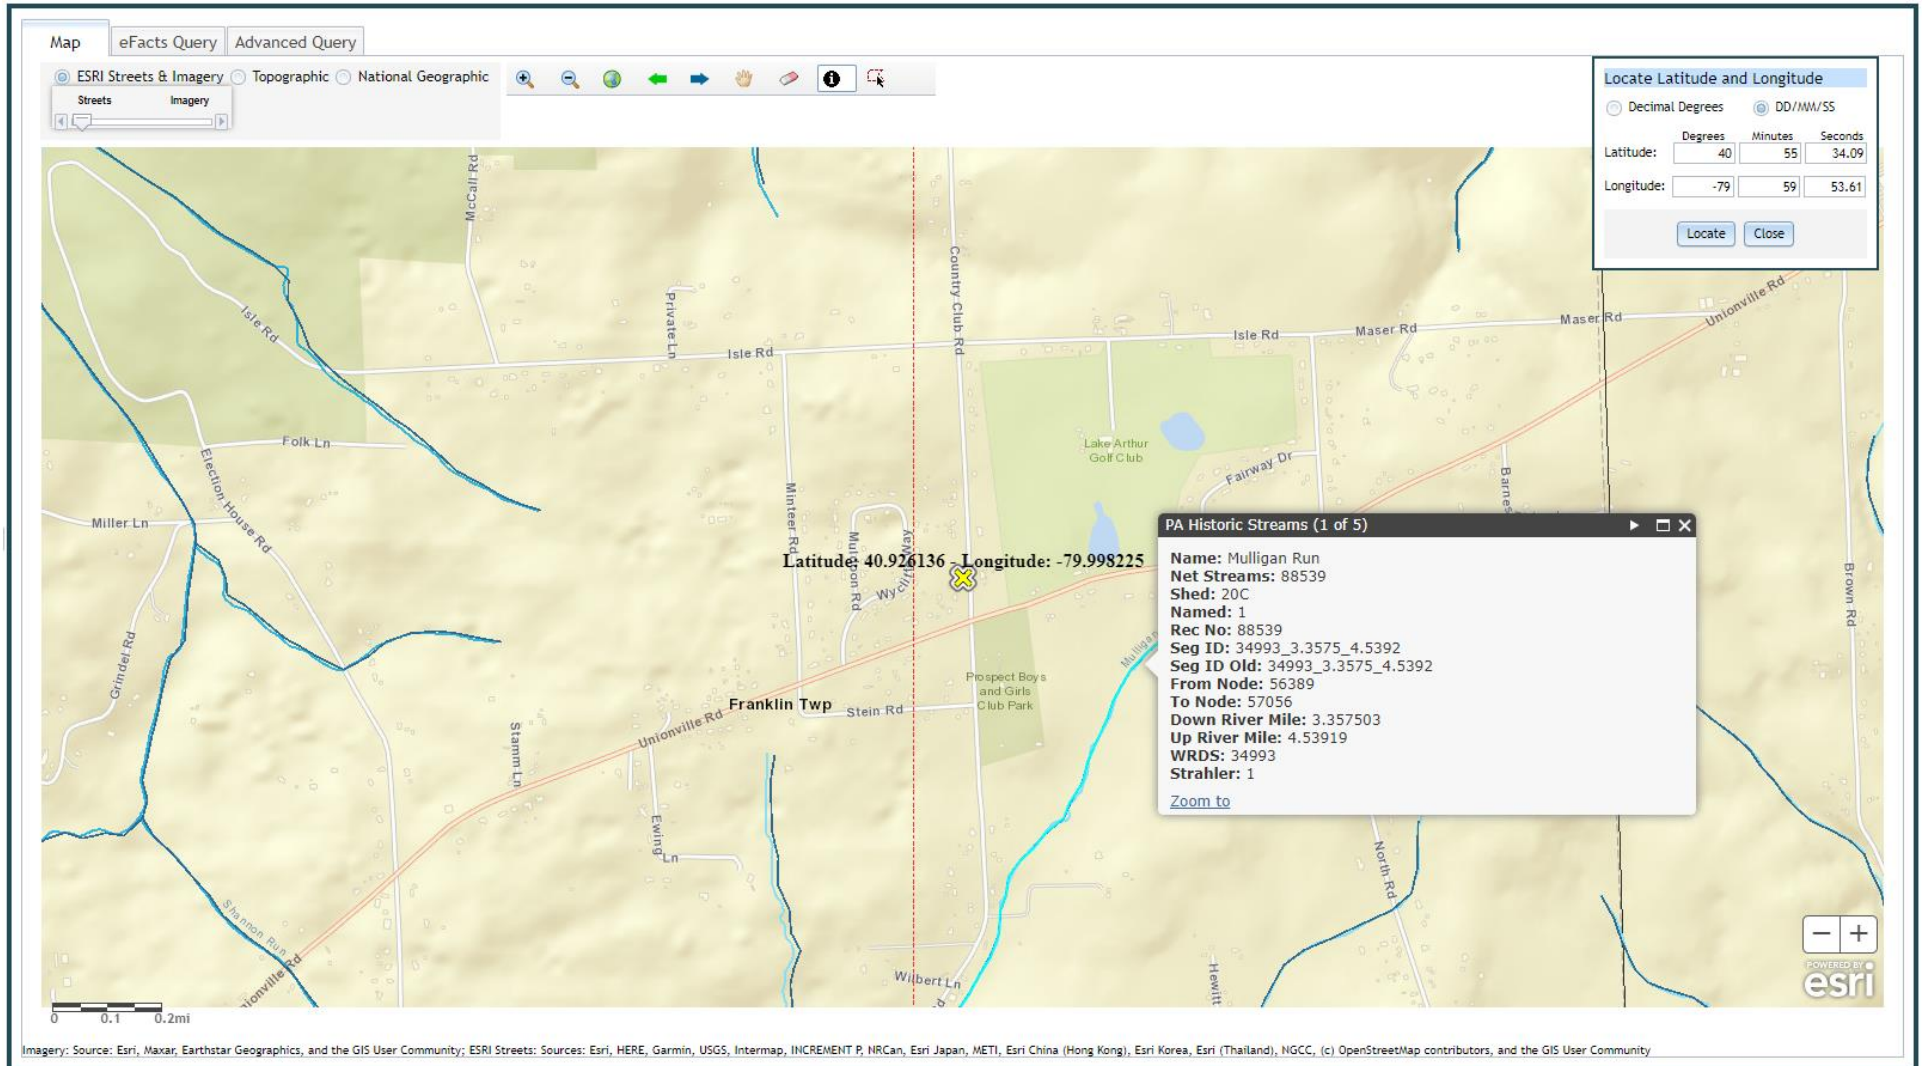 Map
eFacts Query
Advanced Query
ESRI Streets & Imagery
Topographic
National Geographic
Streets
Imagery
Locate Latitude and Longitude
Decimal Degrees
DD/MM/SS
Degrees Minutes Seconds
Latitude: 40 55 34.09
Longitude: -79 59 53.61
Locate
Close
McCall Rd
Isle Rd
Private Ln
Isle Rd
Country Club Rd
Isle Rd
Maser Rd
Maser Rd
Unionville Rd
Folk Ln
Election House Rd
Miller Ln
Minteer Rd
Mulligon Rd
Wycliff Way
Lake Arthur
Golf Club
Fairway Dr
Barnes
Brown Rd
Latitude: 40.926136 - Longitude: -79.998225
Grindel Rd
Franklin Twp
Stein Rd
Unionville Rd
Stamm Ln
Ewing Ln
Prospect Boys
and Girls
Club Park
Mulligan
PA Historic Streams (1 of 5)
Name: Mulligan Run
Net Streams: 88539
Shed: 20C
Named: 1
Rec No: 88539
Seg ID: 34993_3.3575_4.5392
Seg ID Old: 34993_3.3575_4.5392
From Node: 56389
To Node: 57056
Down River Mile: 3.357503
Up River Mile: 4.53919
WRDS: 34993
Strahler: 1
Zoom to
North Rd
Shannon Run
Unionville Rd
Wilbert Ln
Rd
Hewitt
0 0.1 0.2mi
POWERED BY
esri
Imagery: Source: Esri, Maxar, Earthstar Geographics, and the GIS User Community; ESRI Streets: Sources: Esri, HERE, Garmin, USGS, Intermap, INCREMENT P, NRCan, Esri Japan, METI, Esri China (Hong Kong), Esri Korea, Esri (Thailand), NGCC, (c) OpenStreetMap contributors, and the GIS User Community